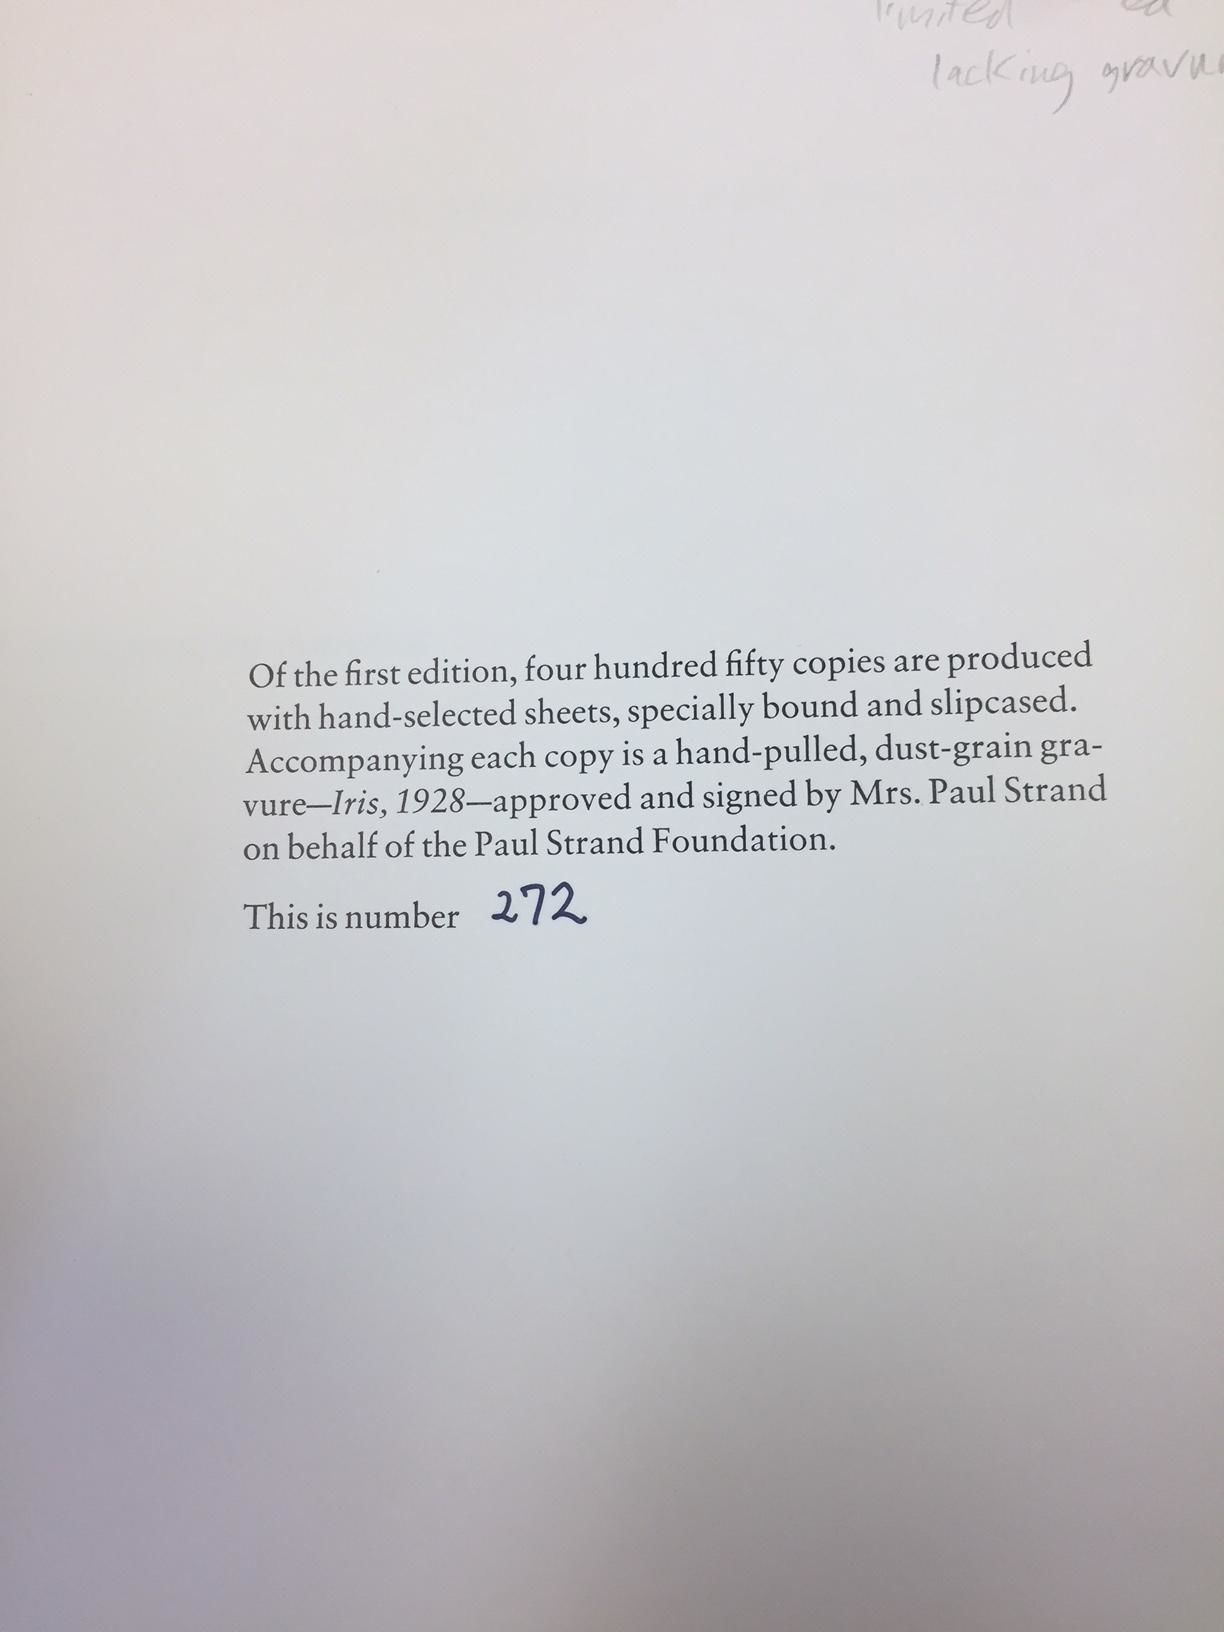 limited ed
lacking gravu
Of the first edition, four hundred fifty copies are produced
with hand-selected sheets, specially bound and slipcased.
Accompanying each copy is a hand-pulled, dust-grain gra-
vure—Iris, 1928—approved and signed by Mrs. Paul Strand
on behalf of the Paul Strand Foundation.
This is number 272